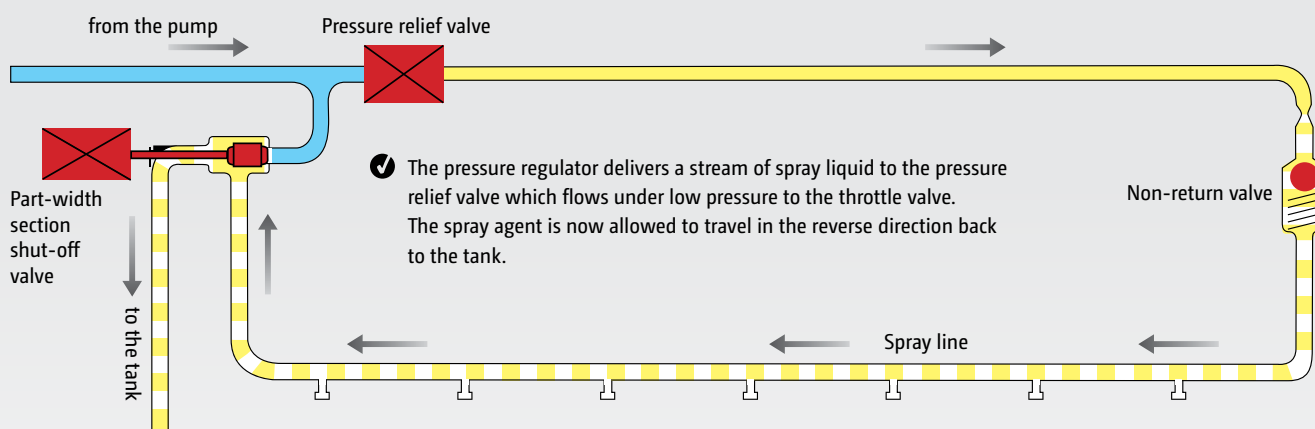 from the pump
Pressure relief valve
The pressure regulator delivers a stream of spray liquid to the pressure
relief valve which flows under low pressure to the throttle valve.
The spray agent is now allowed to travel in the reverse direction back
to the tank.
Non-return valve
Part-width
section
shut-off
valve
to the tank
Spray line